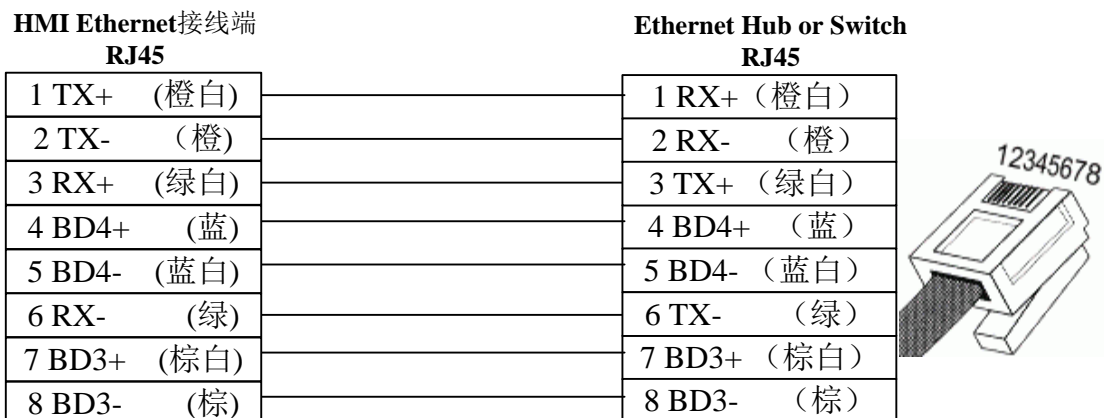 HMI Ethernet接线端
RJ45
1 TX+ (橙白)
2 TX- （橙)
3 RX+ (绿白)
4 BD4+ (蓝)
5 BD4- (蓝白)
6 RX- (绿)
7 BD3+ (棕白)
8 BD3- (棕)
Ethernet Hub or Switch
RJ45
1 RX+（橙白）
2 RX- （橙）
3 TX+（绿白）
4 BD4+ （蓝）
5 BD4-（蓝白）
6 TX- （绿）
7 BD3+（棕白）
8 BD3- （棕）
12345678